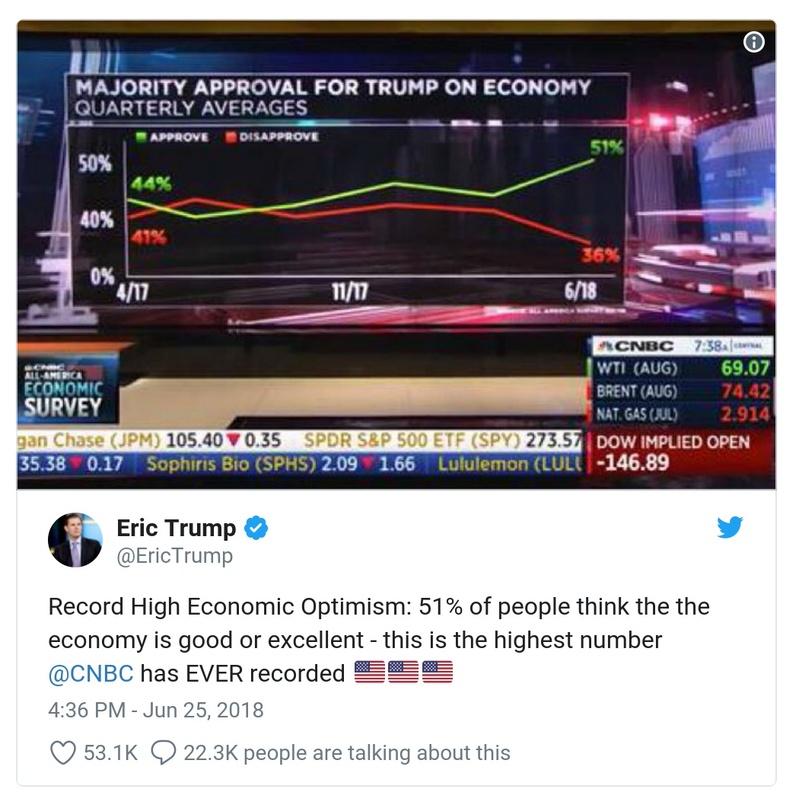 MAJORITY APPROVAL FOR TRUMP ON ECONOMY
QUARTERLY AVERAGES
APPROVE DISAPPROVE
50%
44%
51%
40%
41%
36%
0%
4/17 11/17 6/18
CNBC
ALL-AMERICA
ECONOMIC
SURVEY
CNBC 7:38A CENTRAL
WTI (AUG) 69.07
BRENT (AUG) 74.42
NAT. GAS (JUL) 2.914
DOW IMPLIED OPEN
-146.89
gan Chase (JPM) 105.40 ▼ 0.35 SPDR S&P 500 ETF (SPY) 273.57
35.38 ▼ 0.17 Sophiris Bio (SPHS) 2.09 ▼ 1.66 Lululemon (LULU
Eric Trump
@EricTrump
Record High Economic Optimism: 51% of people think the the
economy is good or excellent - this is the highest number
@CNBC has EVER recorded 🇺🇸🇺🇸🇺🇸
4:36 PM - Jun 25, 2018
53.1K 22.3K people are talking about this